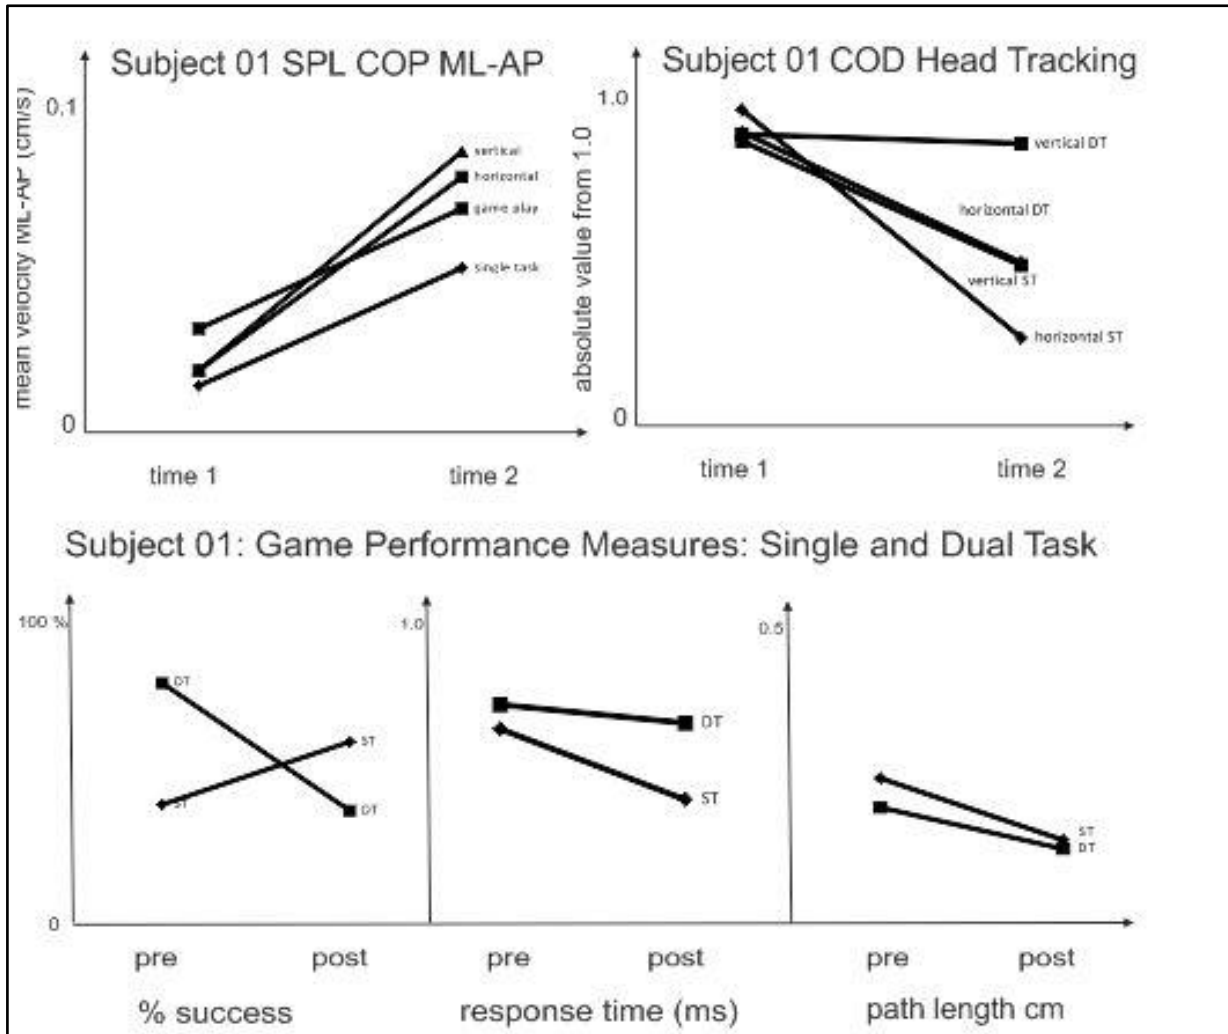 Subject 01 SPL COP ML-AP
mean velocity ML-AP (cm/s)
0.1
0
vertical
horizontal
game play
single task
time 1
time 2
Subject 01 COD Head Tracking
absolute value from 1.0
1.0
0
vertical DT
horizontal DT
vertical ST
horizontal ST
time 1
time 2
Subject 01: Game Performance Measures: Single and Dual Task
100 %
0
DT
ST
ST
DT
pre
post
% success
1.0
DT
ST
pre
post
response time (ms)
0.5
ST
DT
pre
post
path length cm